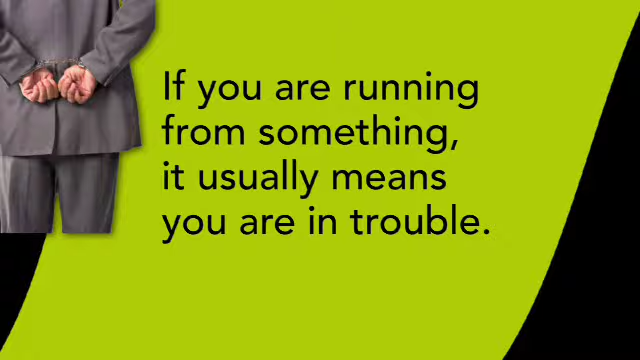 If you are running
from something,
it usually means
you are in trouble.